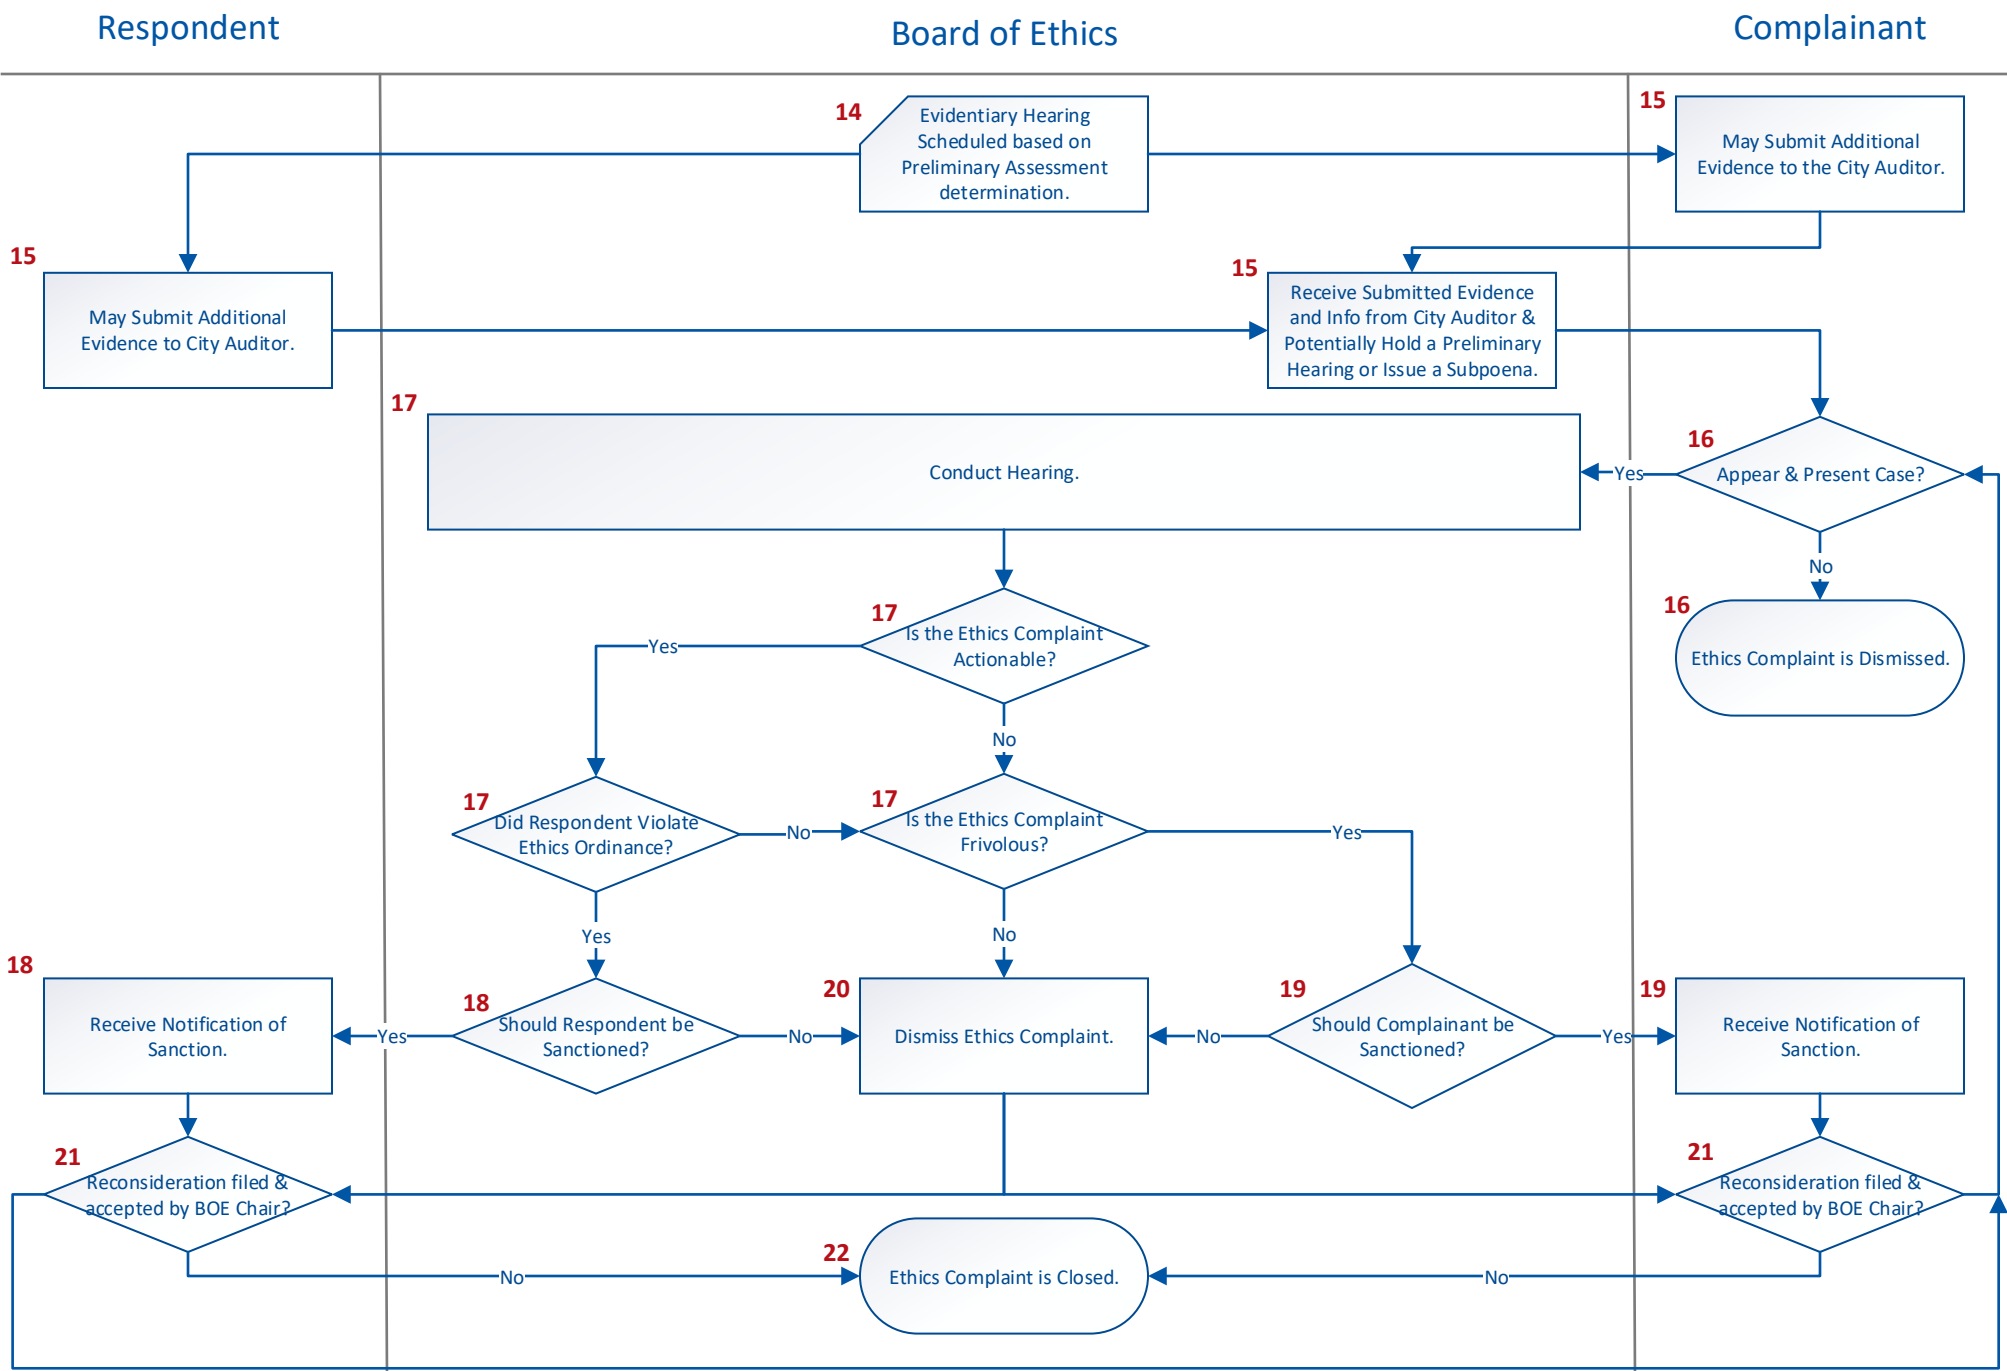 Respondent
Board of Ethics
Complainant
14
Evidentiary Hearing
Scheduled based on
Preliminary Assessment
determination.
15
May Submit Additional
Evidence to the City Auditor.
15
May Submit Additional
Evidence to City Auditor.
15
Receive Submitted Evidence
and Info from City Auditor &
Potentially Hold a Preliminary
Hearing or Issue a Subpoena.
17
Conduct Hearing.
Yes
16
Appear & Present Case?
No
16
Ethics Complaint is Dismissed.
17
Is the Ethics Complaint
Actionable?
Yes
No
17
Did Respondent Violate
Ethics Ordinance?
No
17
Is the Ethics Complaint
Frivolous?
Yes
Yes
No
18
Receive Notification of
Sanction.
Yes
18
Should Respondent be
Sanctioned?
No
20
Dismiss Ethics Complaint.
No
19
Should Complainant be
Sanctioned?
Yes
19
Receive Notification of
Sanction.
21
Reconsideration filed &
accepted by BOE Chair?
21
Reconsideration filed &
accepted by BOE Chair?
No
22
Ethics Complaint is Closed.
No